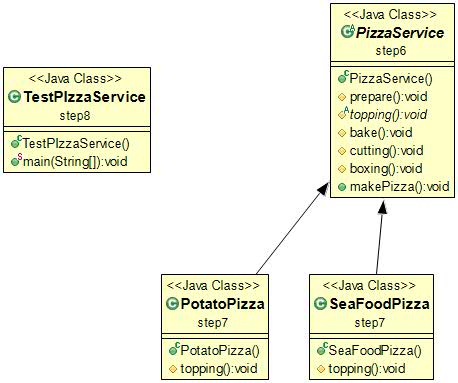 <<Java Class>>
PizzaService
step6
PizzaService()
prepare():void
topping():void
bake():void
cutting():void
boxing():void
makePizza():void
<<Java Class>>
TestPIzzaService
step8
TestPIzzaService()
main(String[]):void
<<Java Class>>
PotatoPizza
step7
PotatoPizza()
topping():void
<<Java Class>>
SeaFoodPizza
step7
SeaFoodPizza()
topping():void